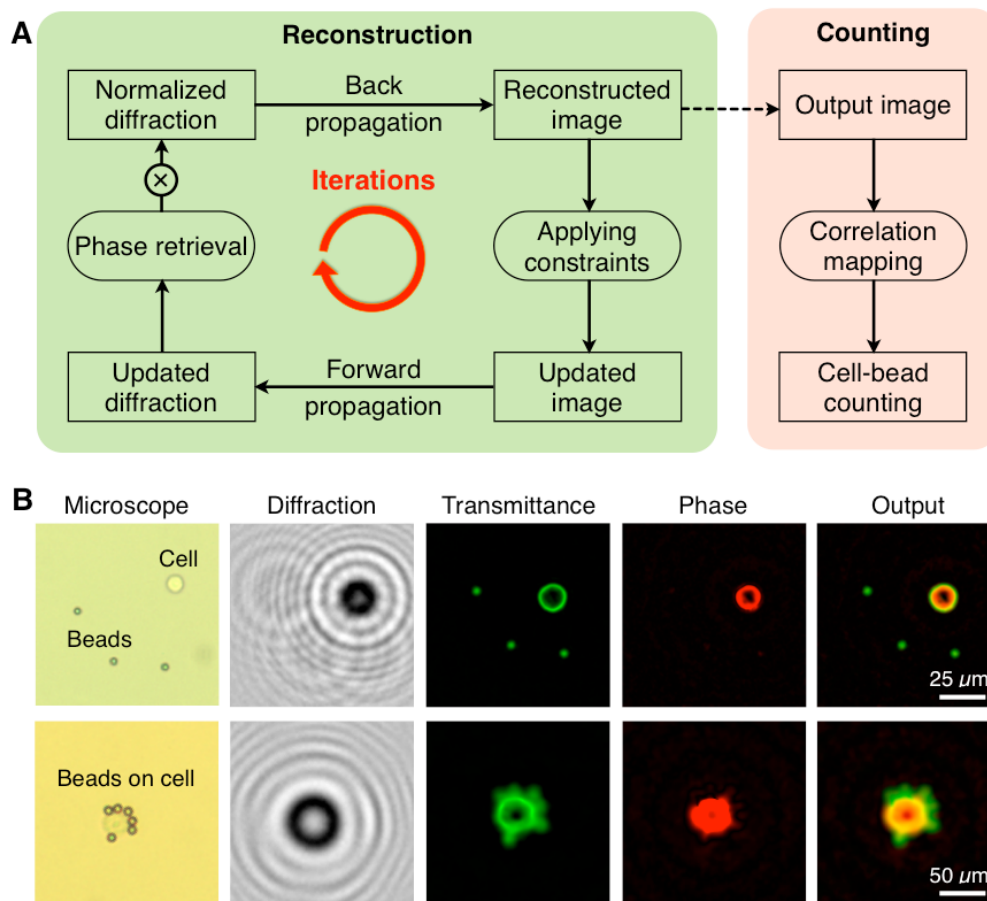 A
Reconstruction
Counting
Normalized
diffraction
Back
propagation
Reconstructed
image
Output image
Iterations
Phase retrieval
Applying
constraints
Correlation
mapping
Updated
diffraction
Forward
propagation
Updated
image
Cell-bead
counting
B
Microscope
Diffraction
Transmittance
Phase
Output
Cell
Beads
25 µm
Beads on cell
50 µm